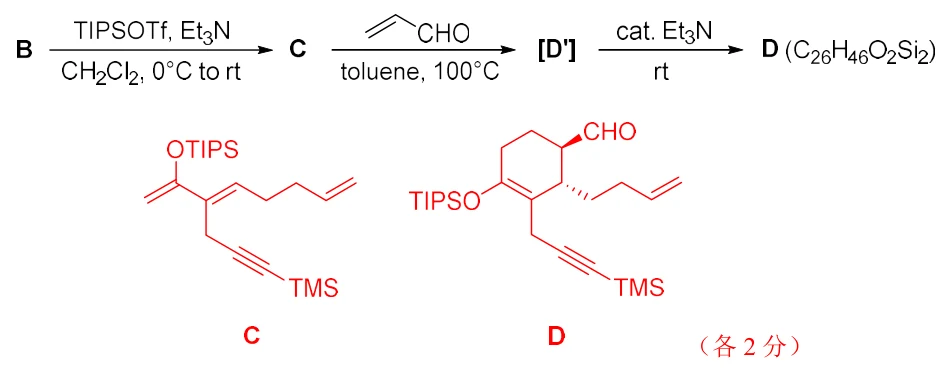 B TIPSOTf, Et₃N CH₂Cl₂, 0°C to rt C CHO toluene, 100°C [D'] cat. Et₃N rt D (C₂₆H₄₆O₂Si₂)
OTIPS
TMS
C
CHO
TIPSO
TMS
D
（各2分）